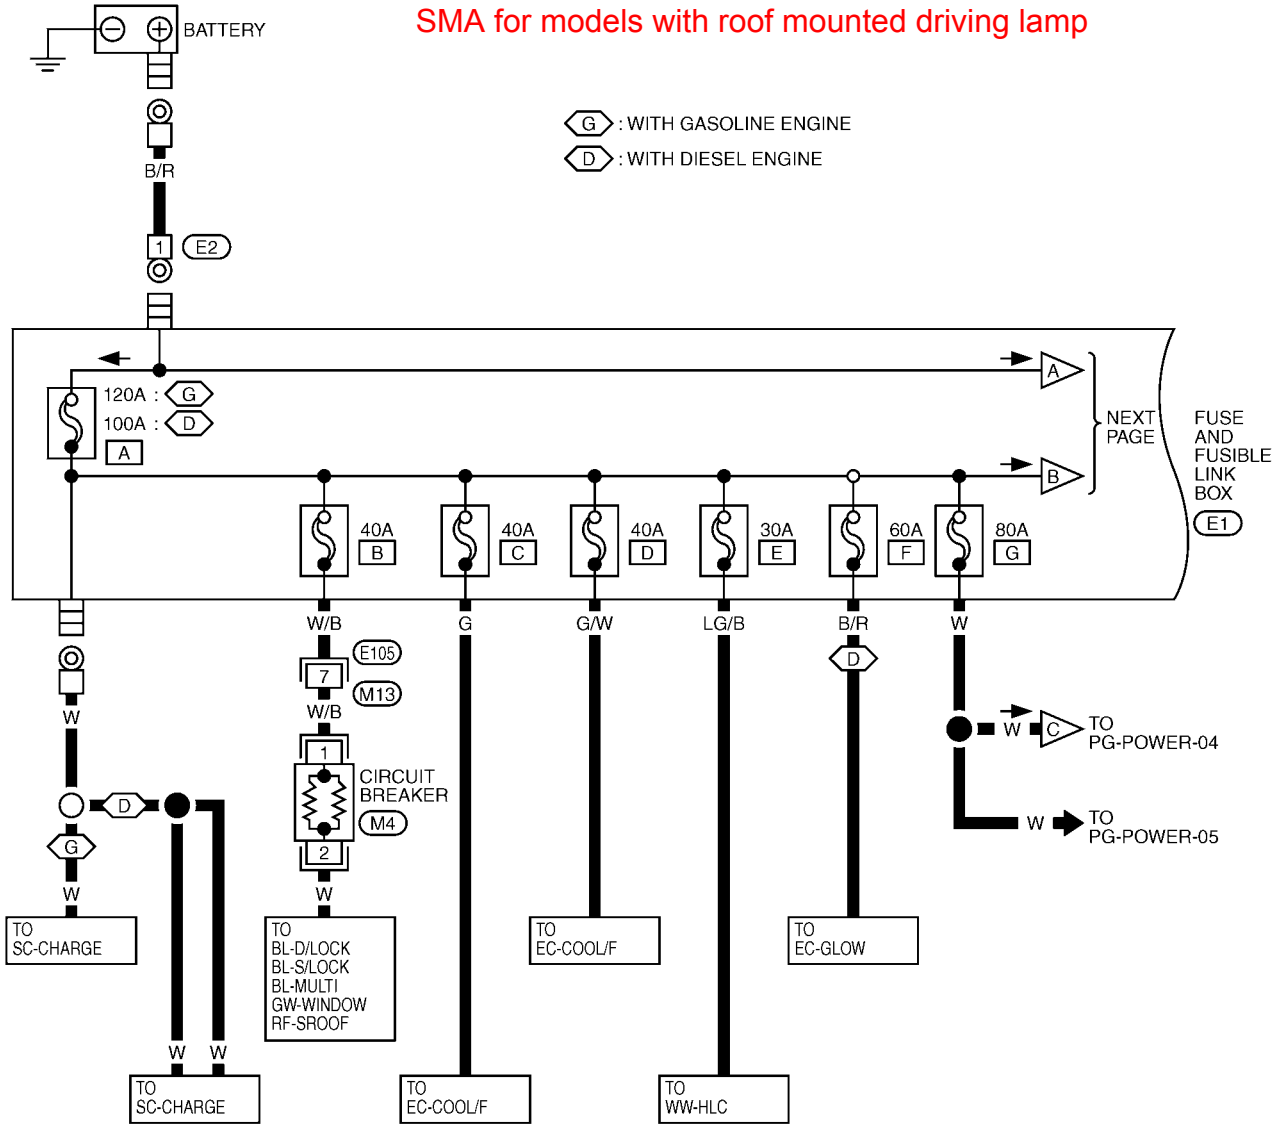 SMA for models with roof mounted driving lamp
BATTERY
G : WITH GASOLINE ENGINE
D : WITH DIESEL ENGINE
B/R
1 E2
120A : G
100A : D
A
A
B
NEXT
PAGE
FUSE
AND
FUSIBLE
LINK
BOX
E1
40A
B
40A
C
40A
D
30A
E
60A
F
80A
G
W/B
G
G/W
LG/B
B/R
W
D
E105
7
M13
W/B
1
CIRCUIT
BREAKER
M4
2
W
W
D
G
W
W C TO
PG-POWER-04
W TO
PG-POWER-05
TO
SC-CHARGE
TO
BL-D/LOCK
BL-S/LOCK
BL-MULTI
GW-WINDOW
RF-SROOF
TO
EC-COOL/F
TO
EC-GLOW
W W
TO
SC-CHARGE
TO
EC-COOL/F
TO
WW-HLC